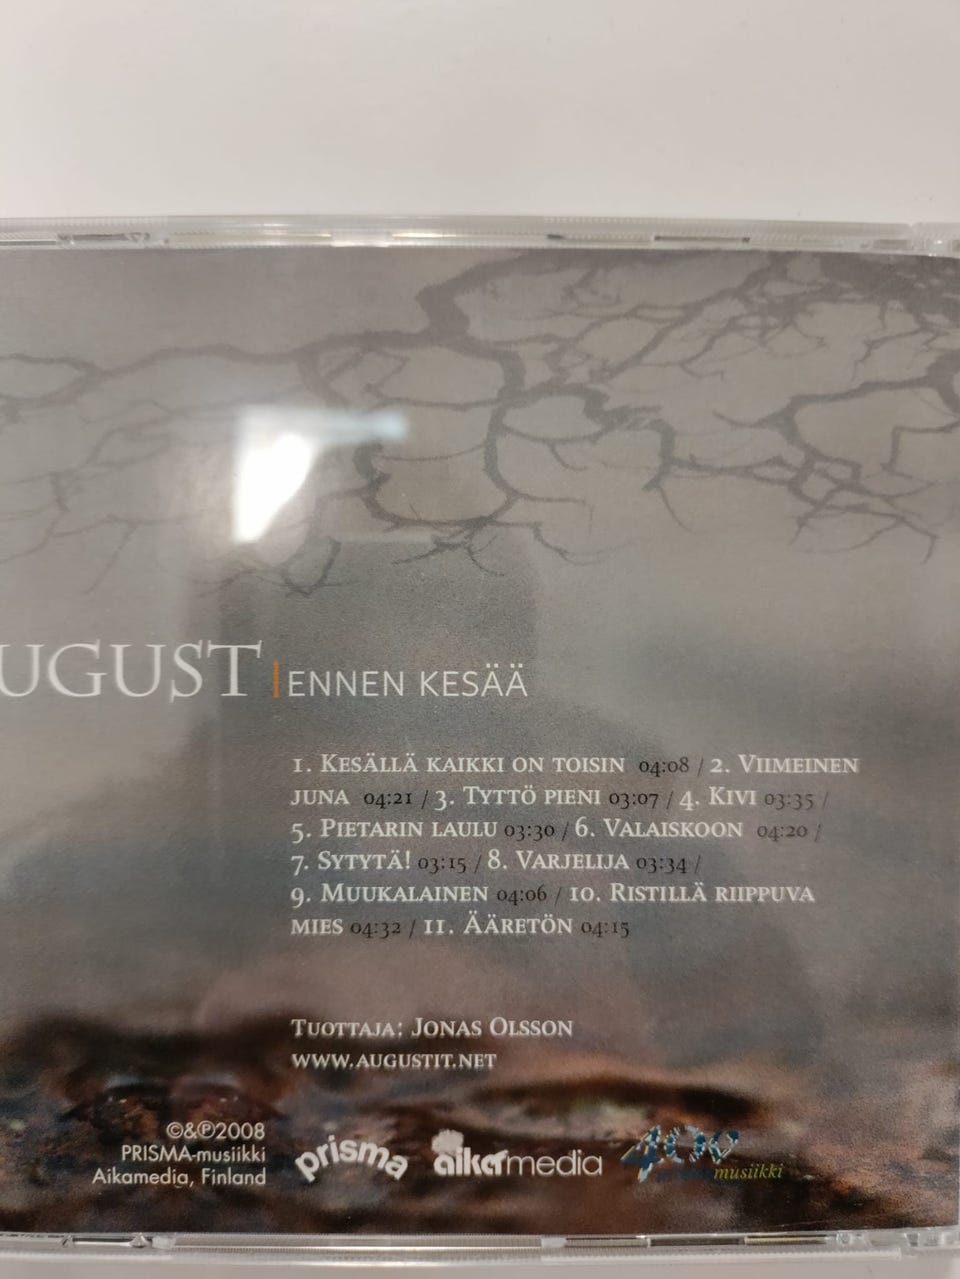 UGUST | ENNEN KESÄÄ
1. KESÄLLÄ KAIKKI ON TOISIN 04:08 / 2. VIIMEINEN
JUNA 04:21 / 3. TYTTÖ PIENI 03:07 / 4. KIVI 03:35 /
5. PIETARIN LAULU 03:30 / 6. VALAISKOON 04:20 /
7. SYTYTÄ! 03:15 / 8. VARJELIJA 03:34 /
9. MUUKALAINEN 04:06 / 10. RISTILLÄ RIIPPUVA
MIES 04:32 / 11. ÄÄRETÖN 04:15
TUOTTAJA: JONAS OLSSON
WWW.AUGUSTIT.NET
©&℗2008
PRISMA-musiikki
Aikamedia, Finland
prisma
aikamedia
musiikki